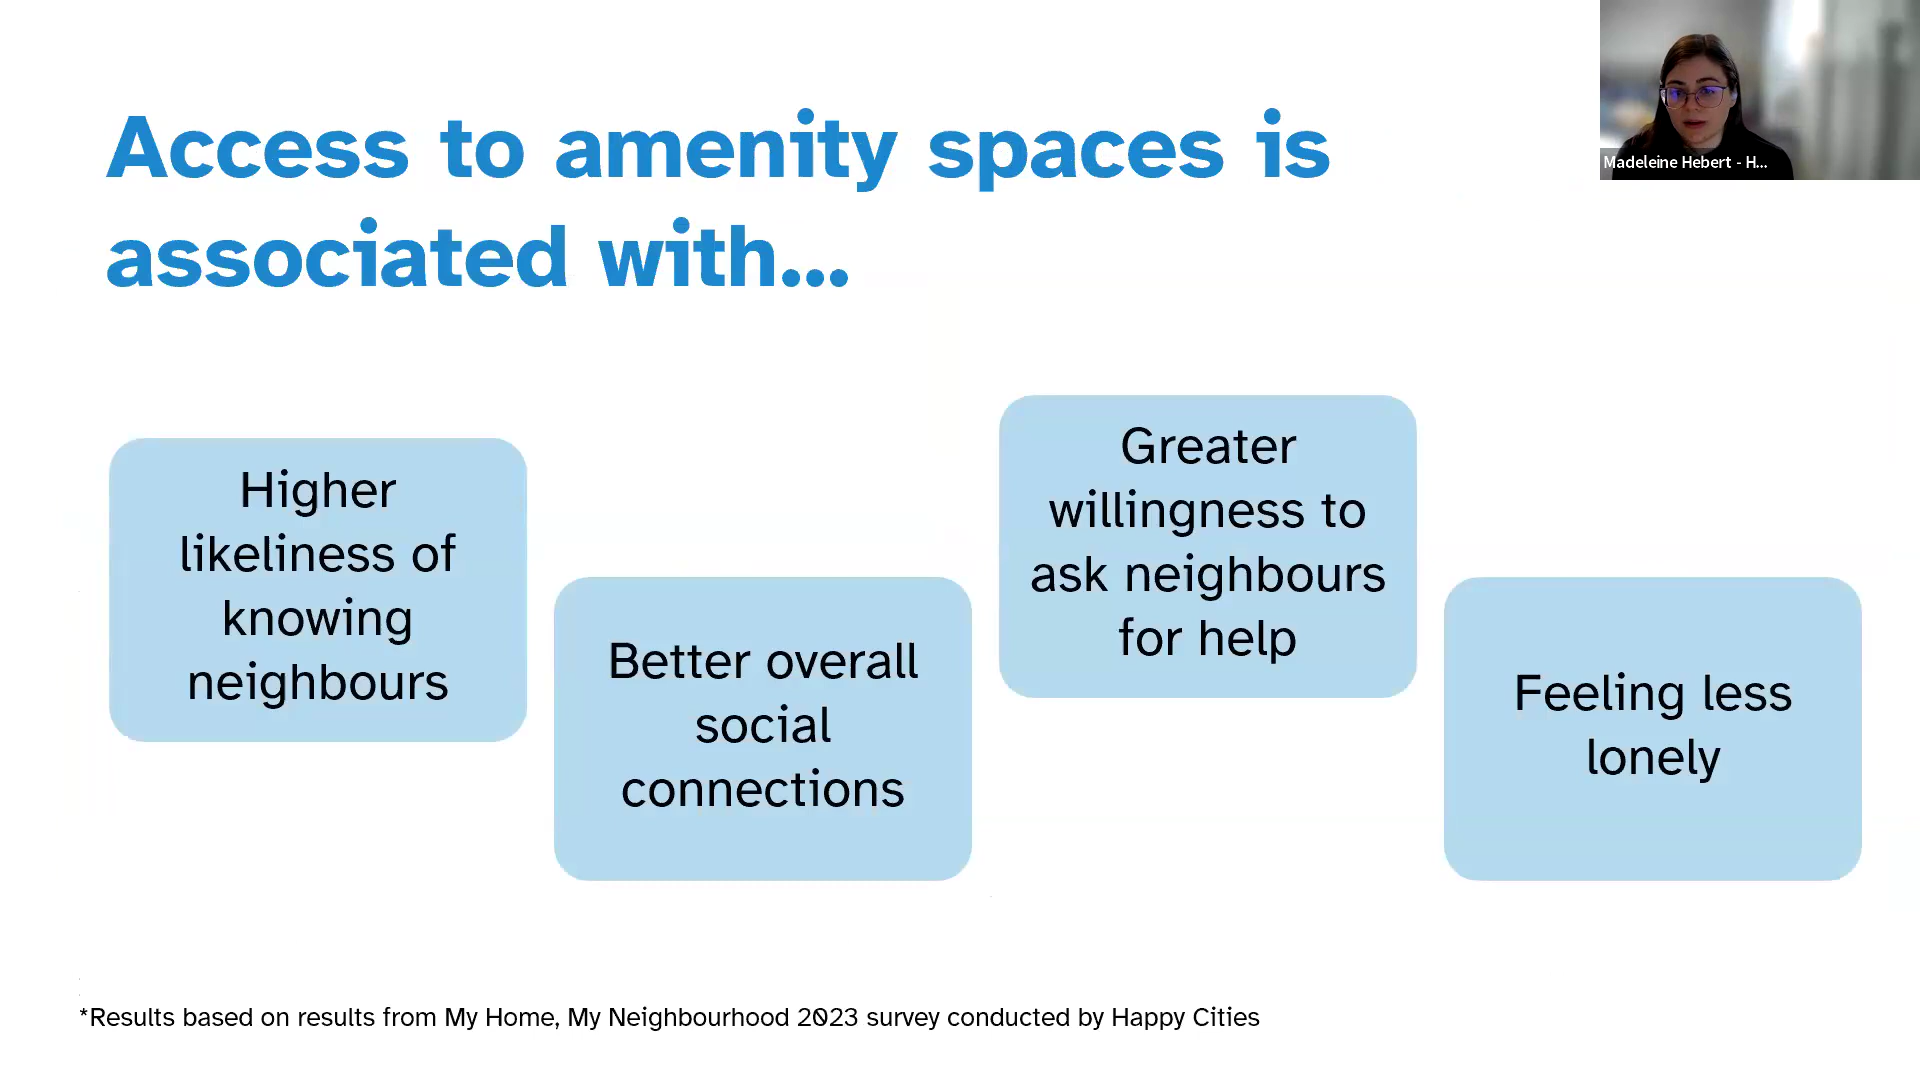 Access to amenity spaces is
associated with...
Madeleine Hebert - H...
Higher
likeliness of
knowing
neighbours
Better overall
social
connections
Greater
willingness to
ask neighbours
for help
Feeling less
lonely
*Results based on results from My Home, My Neighbourhood 2023 survey conducted by Happy Cities